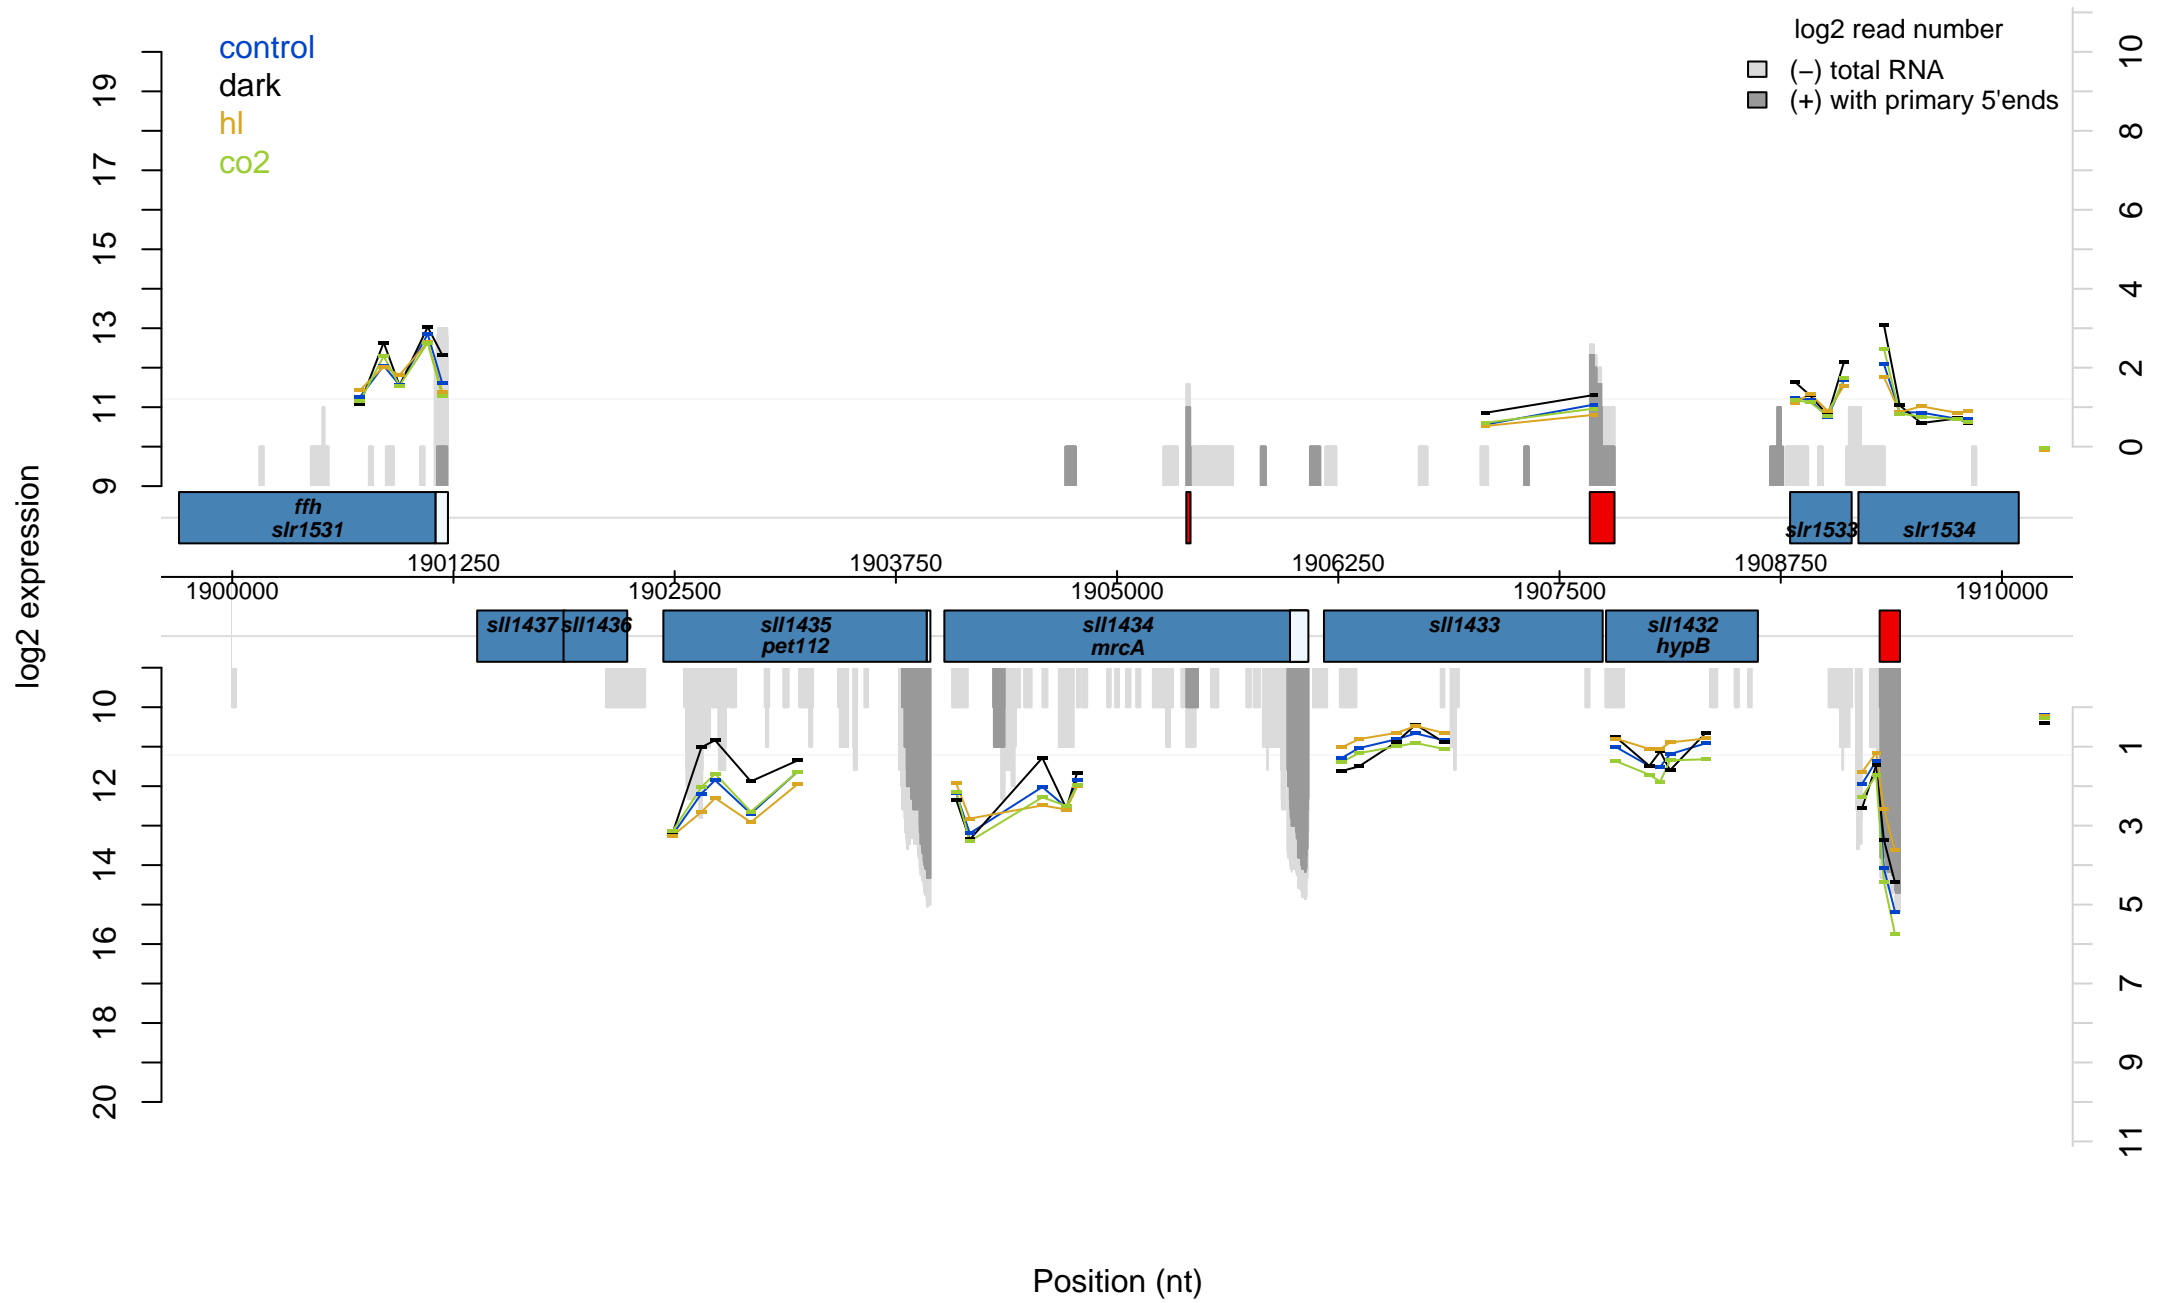 control
dark
hl
co2
log2 read number
(−) total RNA
(+) with primary 5'ends
19
17
15
13
11
9
10
8
6
4
2
0
log2 expression
ffh
slr1531
slr1533
slr1534
1901250
1903750
1906250
1908750
1900000
1902500
1905000
1907500
1910000
sll1437
sll1436
sll1435
pet112
sll1434
mrcA
sll1433
sll1432
hypB
10
12
14
16
18
20
1
3
5
7
9
11
Position (nt)